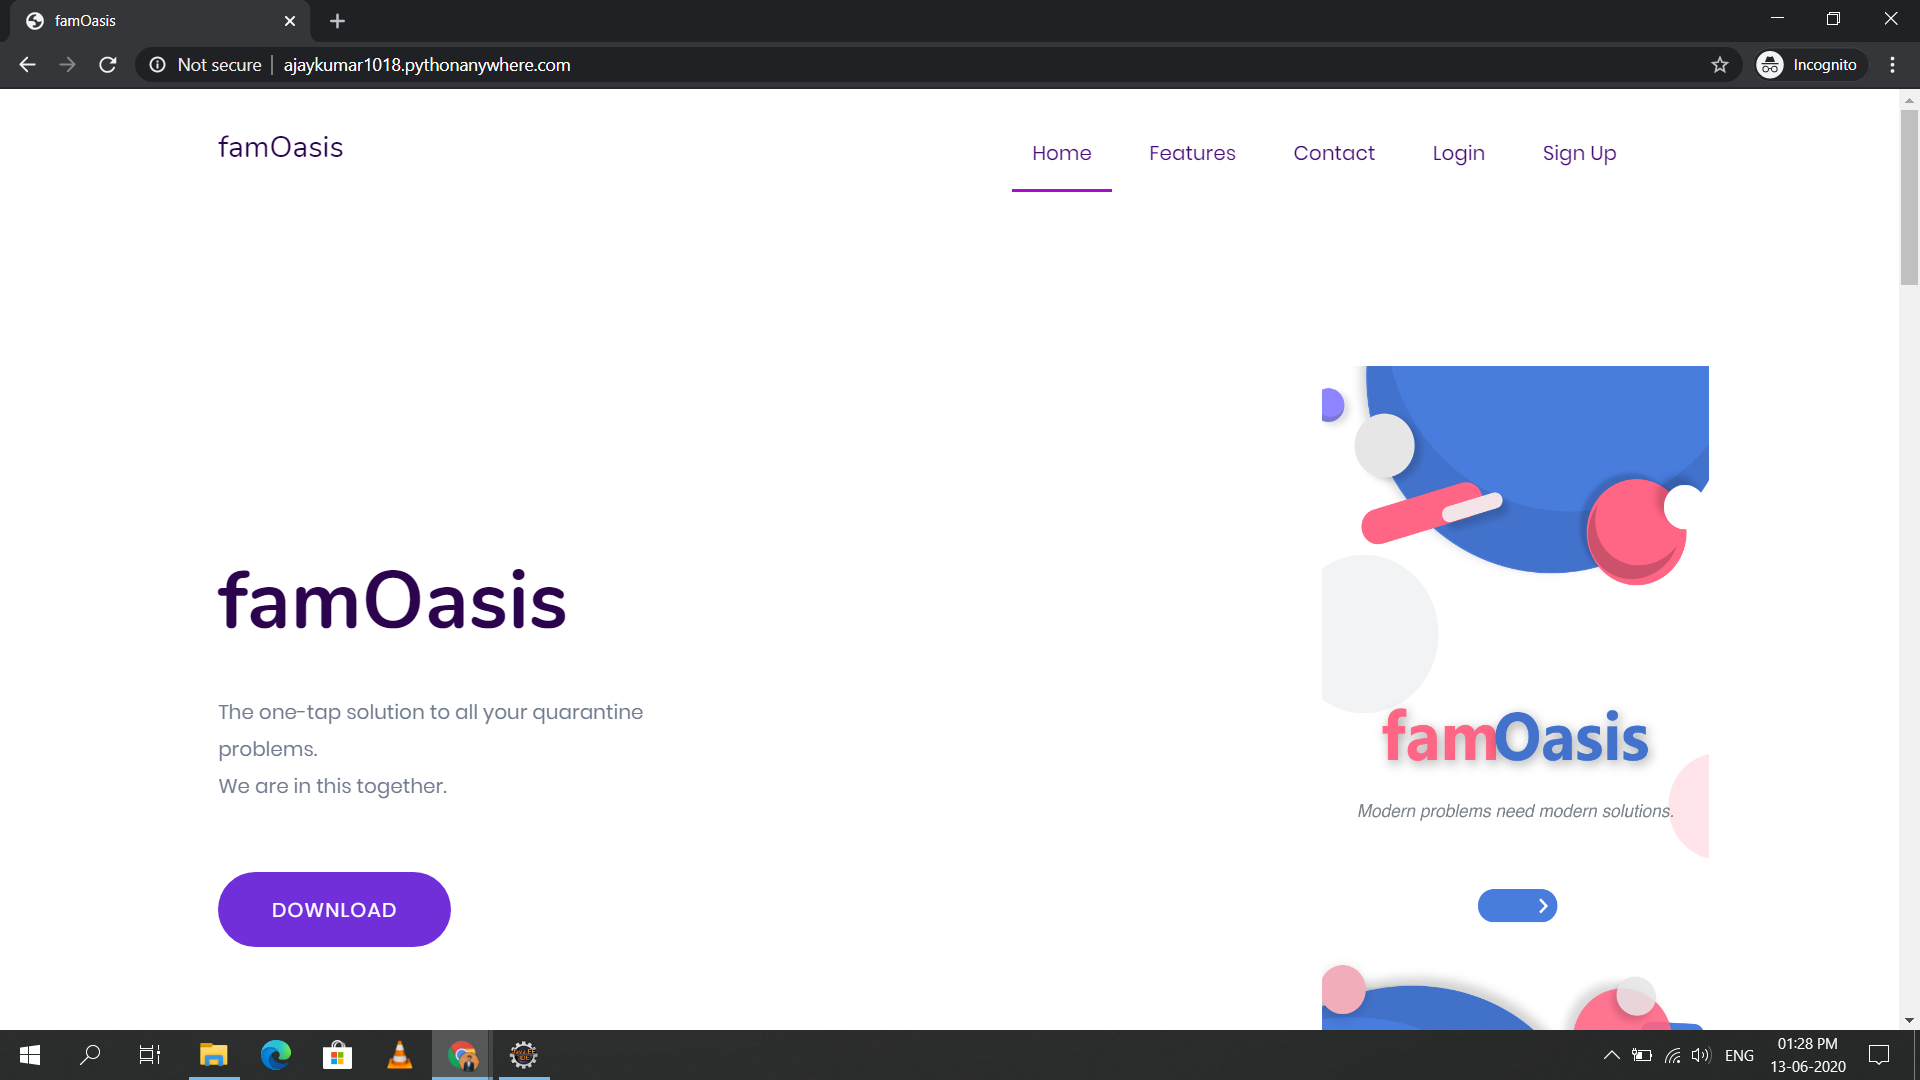 famOasis
Not secure
ajaykumar1018.pythonanywhere.com
Incognito
famOasis
Home
Features
Contact
Login
Sign Up
famOasis
The one-tap solution to all your quarantine
problems.
We are in this together.
DOWNLOAD
famOasis
Modern problems need modern solutions.
ENG
01:28 PM
13-06-2020